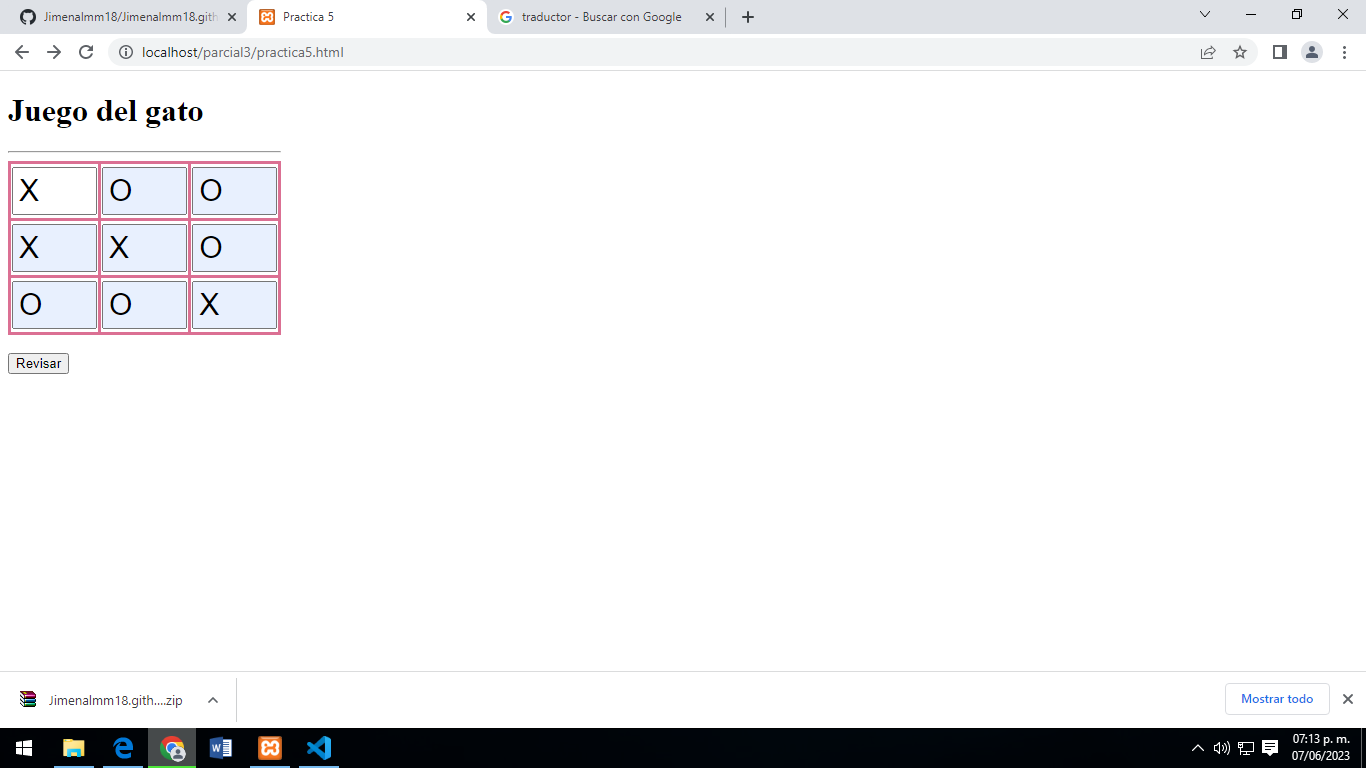 Jimenalmm18/Jimenalmm18.gith
Practica 5
traductor - Buscar con Google
localhost/parcial3/practica5.html
Juego del gato
X O O
X X O
O O X
Revisar
Jimenalmm18.gith....zip
Mostrar todo
07:13 p. m.
07/06/2023